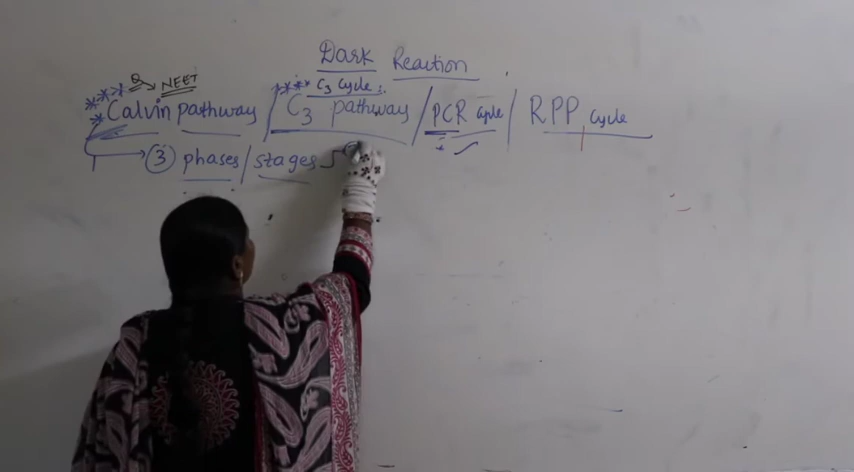 Dark Reaction
Q → NEET
C3 Cycle :
**** Calvin pathway / **** C3 pathway / PCR Cycle / RPP Cycle
→ ③ phases / stages